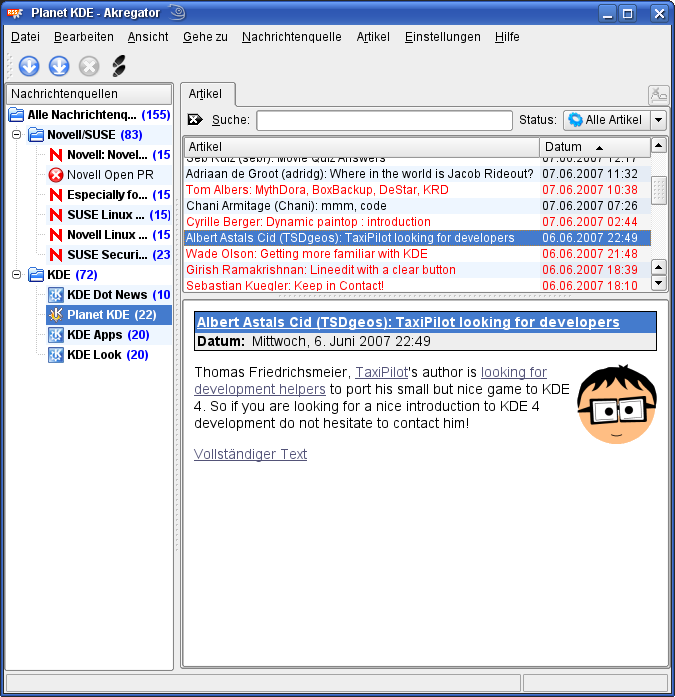 Planet KDE - Akregator
Datei Bearbeiten Ansicht Gehe zu Nachrichtenquelle Artikel Einstellungen Hilfe
Nachrichtenquellen
Alle Nachrichtenq... (155)
Novell/SUSE (83)
Novell: Novel... (15
Novell Open PR
Especially fo... (15
SUSE Linux ... (15)
Novell Linux ... (15
SUSE Securi... (23
KDE (72)
KDE Dot News (10
Planet KDE (22)
KDE Apps (20)
KDE Look (20)
Artikel
Suche: Status: Alle Artikel
Artikel Datum
Seb Ruiz (sebr): Movie Quiz Answers 07.06.2007 12:17
Adriaan de Groot (adridg): Where in the world is Jacob Rideout? 07.06.2007 11:32
Tom Albers: MythDora, BoxBackup, DeStar, KRD 07.06.2007 10:38
Chani Armitage (Chani): mmm, code 07.06.2007 07:26
Cyrille Berger: Dynamic paintop : introduction 07.06.2007 02:44
Albert Astals Cid (TSDgeos): TaxiPilot looking for developers 06.06.2007 22:49
Wade Olson: Getting more familiar with KDE 06.06.2007 21:48
Girish Ramakrishnan: Lineedit with a clear button 06.06.2007 18:39
Sebastian Kuegler: Keep in Contact! 06.06.2007 18:10
Albert Astals Cid (TSDgeos): TaxiPilot looking for developers
Datum: Mittwoch, 6. Juni 2007 22:49
Thomas Friedrichsmeier, TaxiPilot's author is looking for
development helpers to port his small but nice game to KDE
4. So if you are looking for a nice introduction to KDE 4
development do not hesitate to contact him!
Vollständiger Text